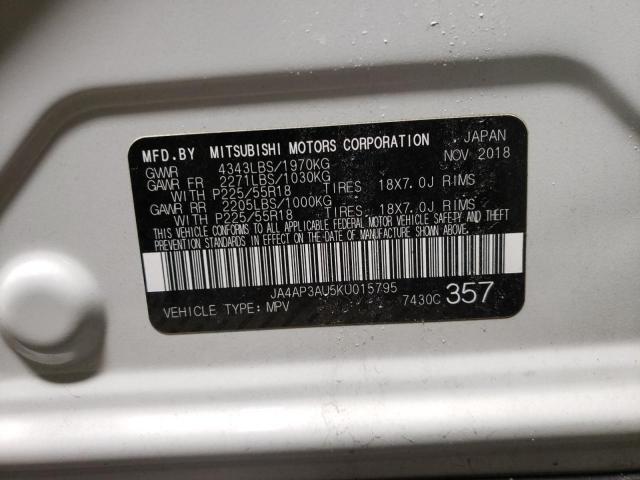 MFD.BY MITSUBISHI MOTORS CORPORATION JAPAN
GVWR 4343LBS/1970KG NOV 2018
GAWR FR 2271LBS/1030KG
WITH P225/55R18 TIRES 18X7.0J RIMS
GAWR RR 2205LBS/1000KG
WITH P225/55R18 TIRES 18X7.0J RIMS
THIS VEHICLE CONFORMS TO ALL APPLICABLE FEDERAL MOTOR VEHICLE SAFETY AND THEFT
PREVENTION STANDARDS IN EFFECT ON THE DATE OF MANUFACTURE SHOWN ABOVE.
JA4AP3AU5KU015795
VEHICLE TYPE: MPV 7430C 357